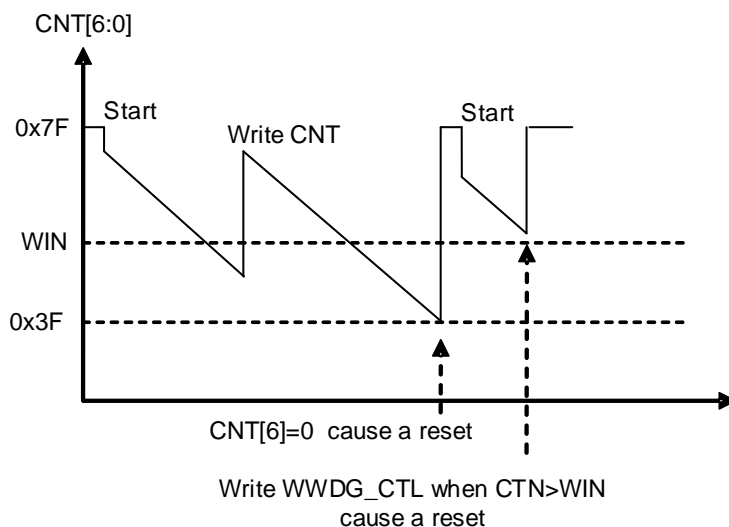 CNT[6:0]
Start
Start
0x7F
Write CNT
WIN
0x3F
CNT[6]=0 cause a reset
Write WWDG_CTL when CTN>WIN
cause a reset